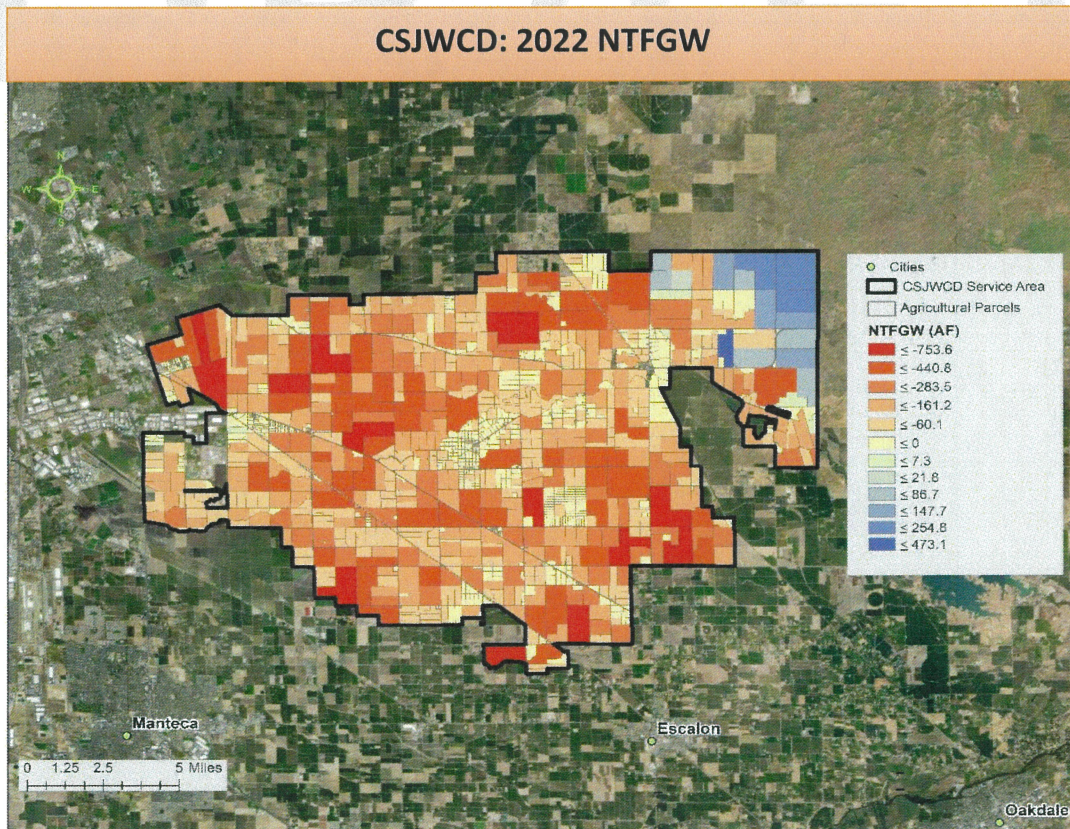 CSJWCD: 2022 NTFGW
N
W
E
S
Cities
CSJWCD Service Area
Agricultural Parcels
NTFGW (AF)
≤ -753.6
≤ -440.8
≤ -283.5
≤ -161.2
≤ -60.1
≤ 0
≤ 7.3
≤ 21.8
≤ 86.7
≤ 147.7
≤ 254.8
≤ 473.1
Manteca
Escalon
0 1.25 2.5 5 Miles
Oakdale